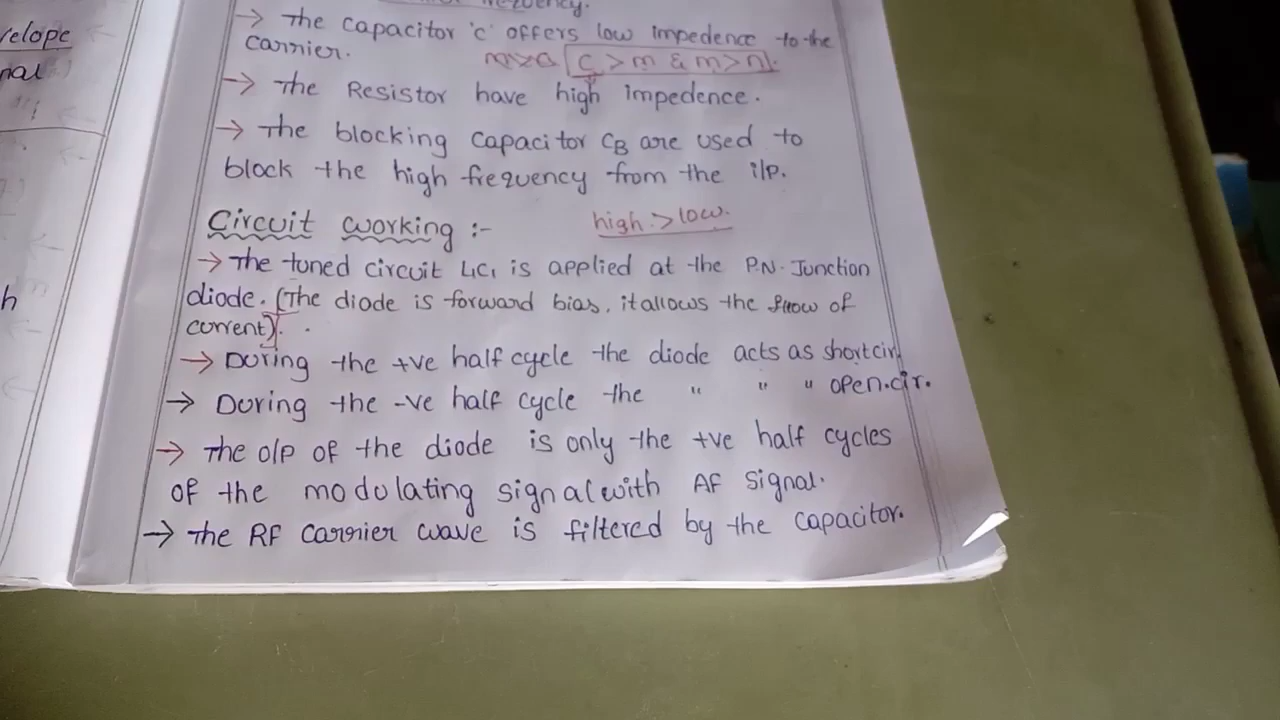 velope
nal
h
→ The capacitor 'c' offers low impedence to the
carrier.
C > m & m > n.
→ The Resistor have high impedence.
→ The blocking capacitor CB are used to
block the high frequency from the i/p.
Circuit working :-
high > low.
→ The tuned circuit L1C1 is applied at the P.N. Junction
diode. (The diode is forward bias, it allows the flow of
current).
→ During the +ve half cycle the diode acts as short cir
→ During the -ve half cycle the " " " open.cir.
→ The o/p of the diode is only the +ve half cycles
of the modulating signal with AF signal.
→ The RF carrier wave is filtered by the capacitor.